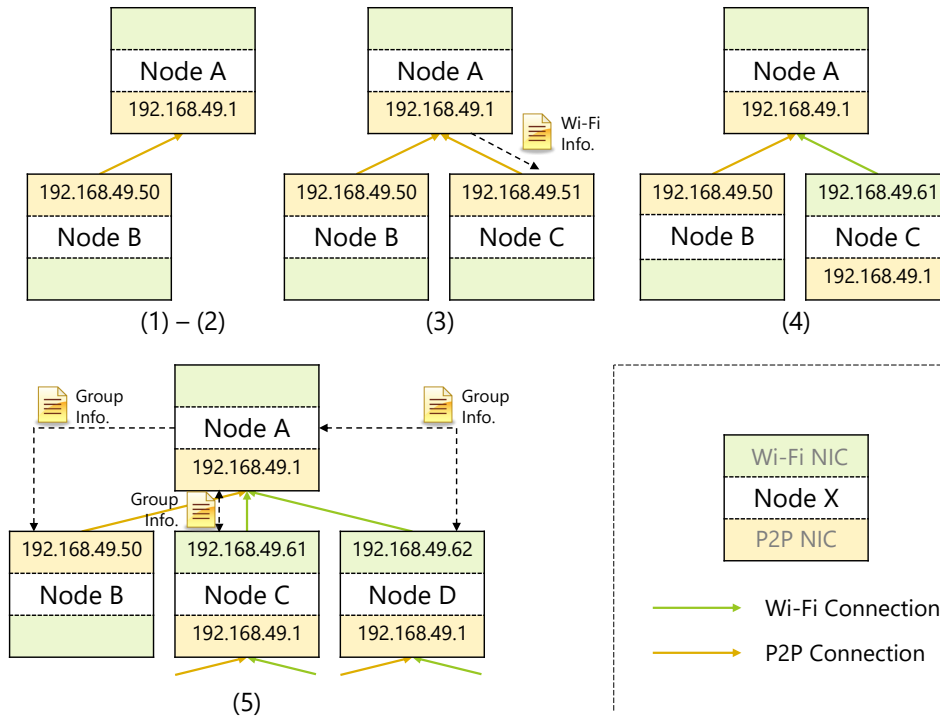 Node A
192.168.49.1
192.168.49.50
Node B
(1) – (2)
Node A
192.168.49.1
Wi-Fi
Info.
192.168.49.50
192.168.49.51
Node B
Node C
(3)
Node A
192.168.49.1
192.168.49.50
192.168.49.61
Node B
Node C
192.168.49.1
(4)
Group
Info.
Node A
192.168.49.1
Group
Info.
Group
Info.
192.168.49.50
192.168.49.61
192.168.49.62
Node B
Node C
Node D
192.168.49.1
192.168.49.1
(5)
Wi-Fi NIC
Node X
P2P NIC
Wi-Fi Connection
P2P Connection